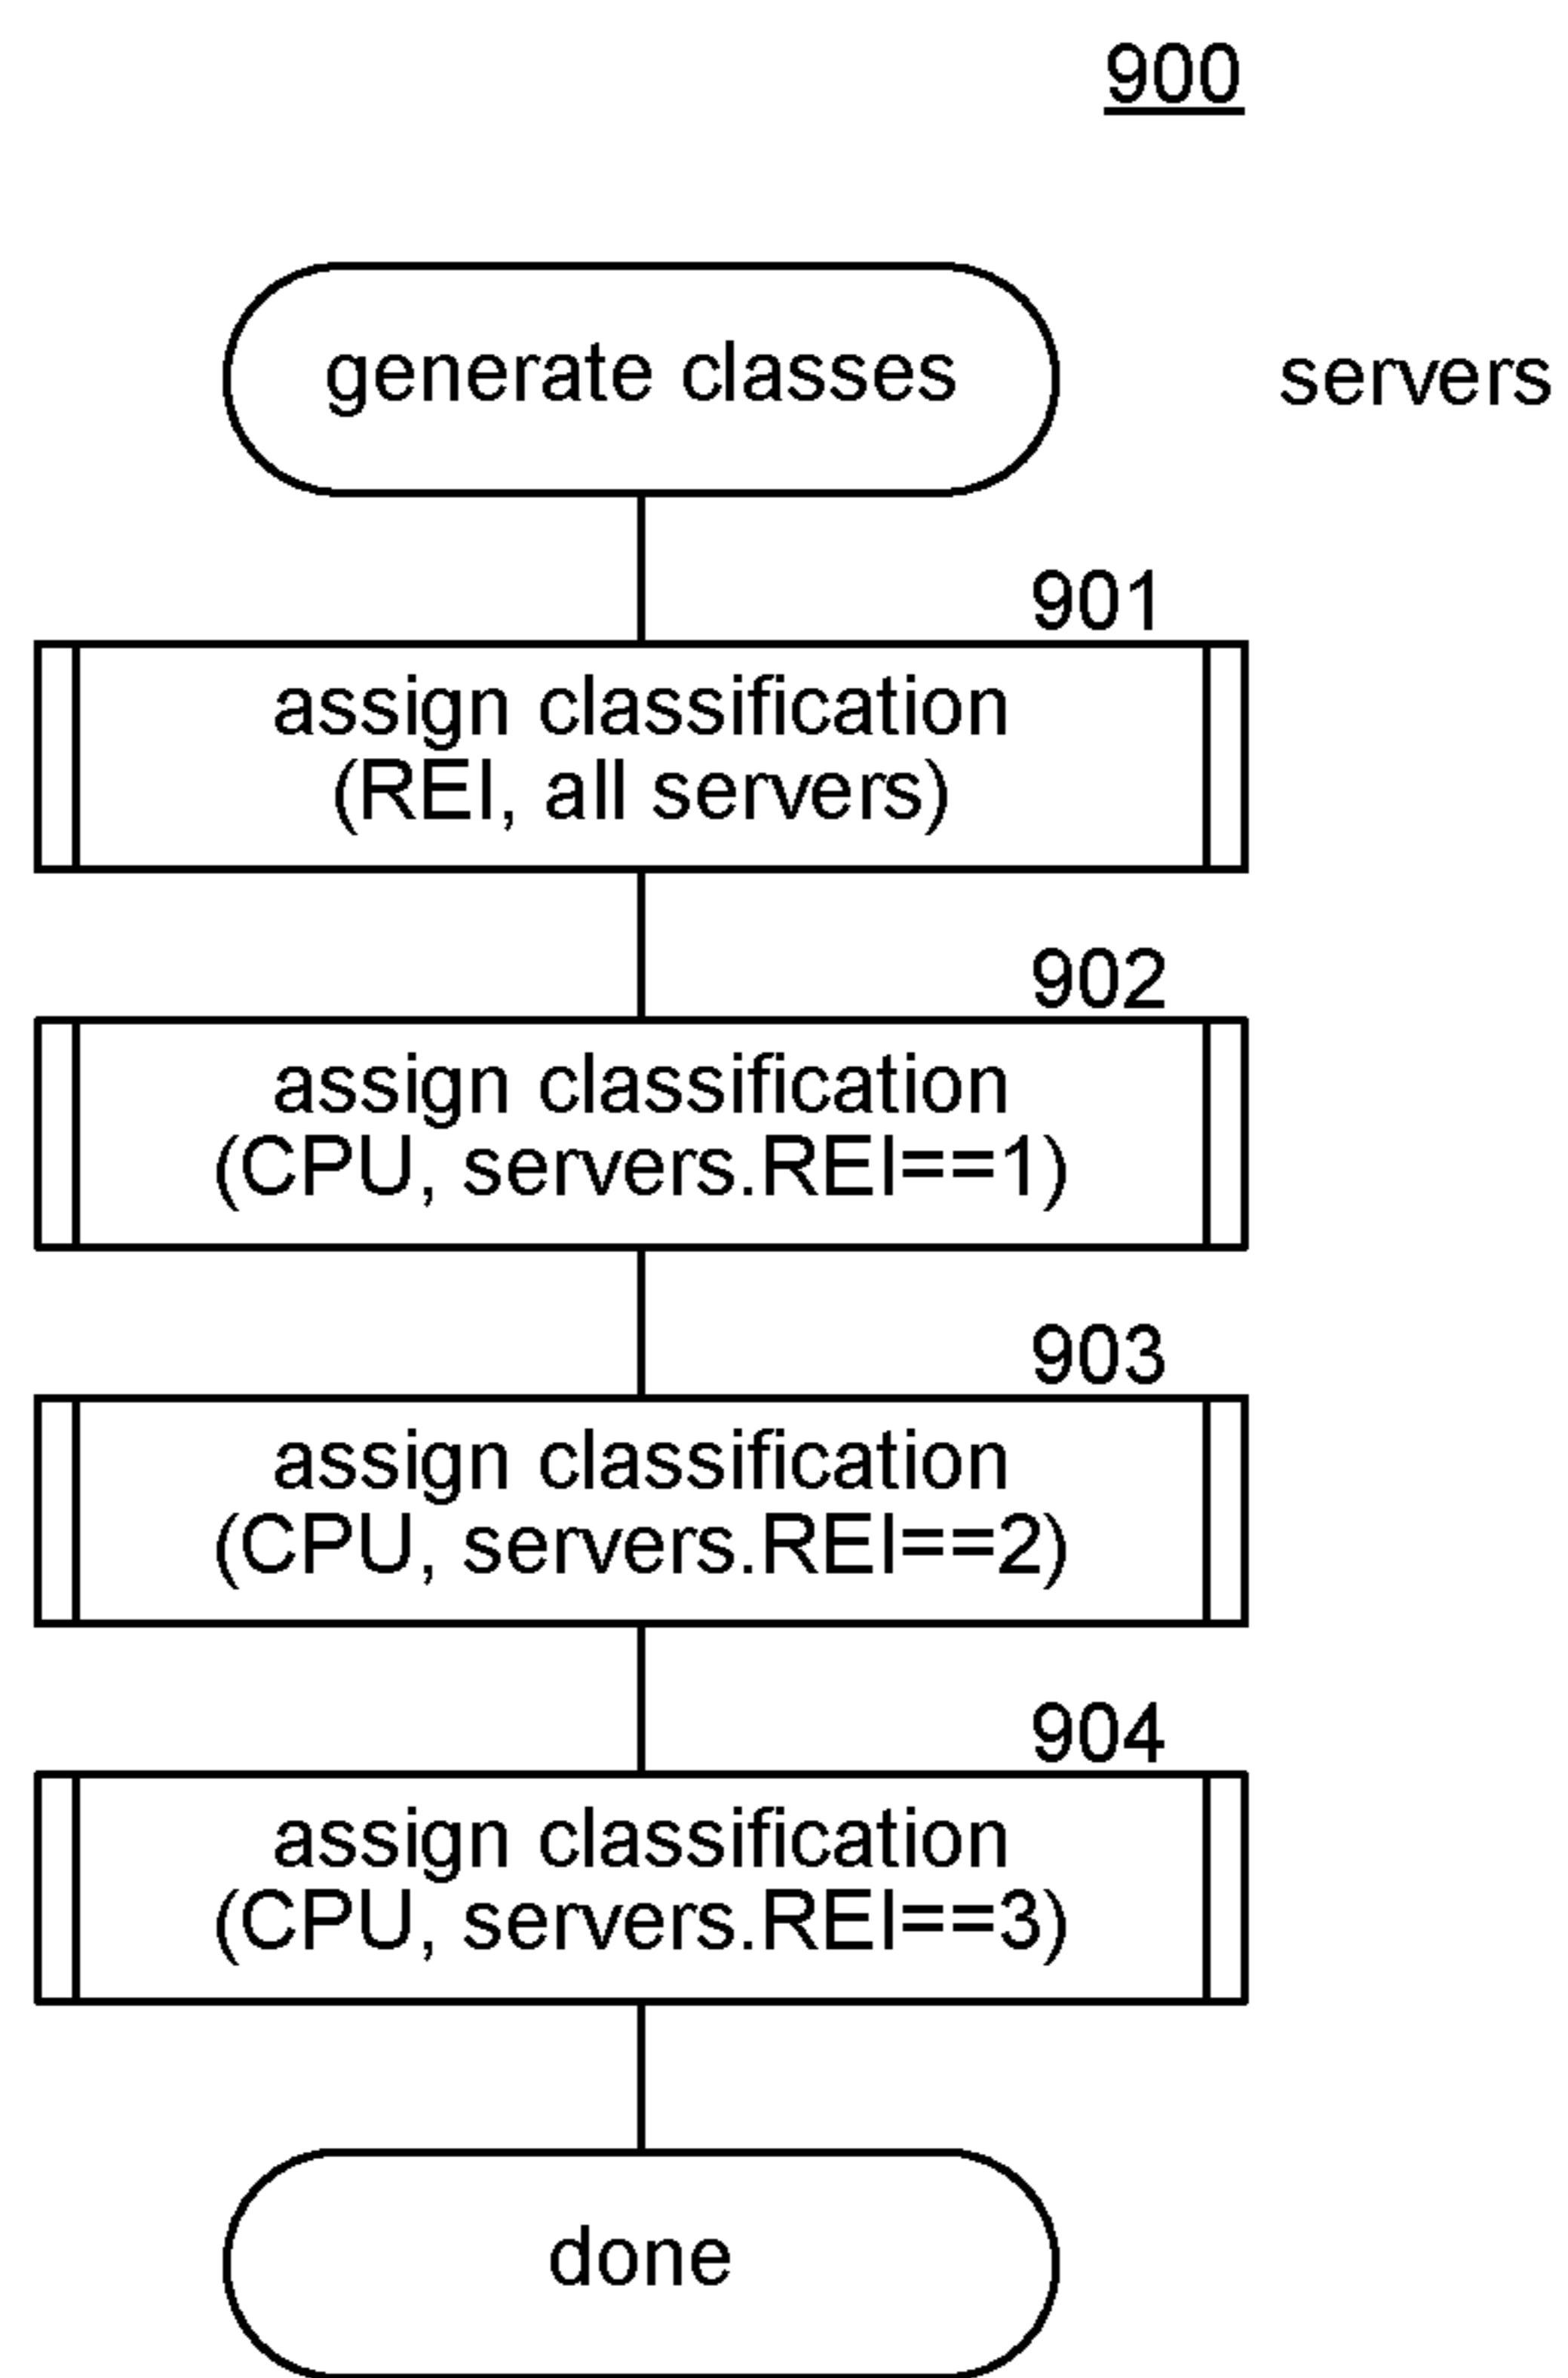 900
generate classes
servers
901
assign classification
(REI, all servers)
902
assign classification
(CPU, servers.REI==1)
903
assign classification
(CPU, servers.REI==2)
904
assign classification
(CPU, servers.REI==3)
done